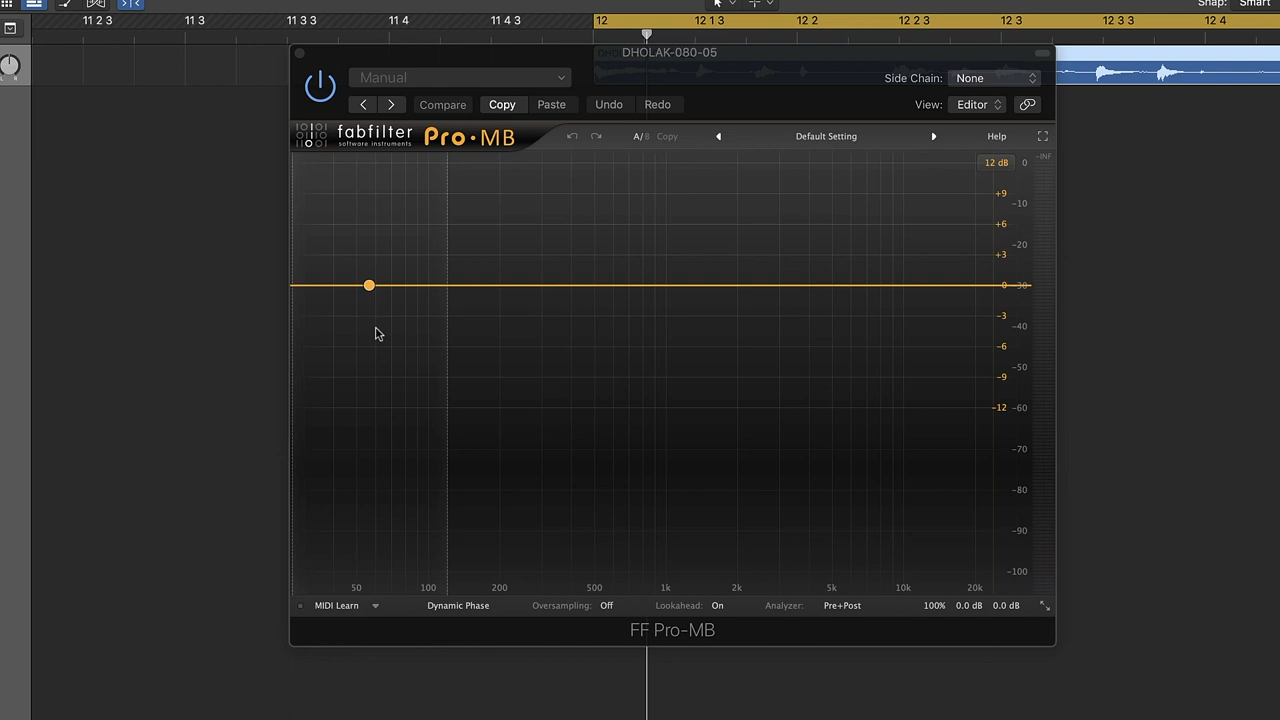 Snap: Smart
11 2 3 11 3 11 3 3 11 4 11 4 3 12 12 1 3 12 2 12 2 3 12 3 12 3 3 12 4
DHOLAK-080-05
Manual Side Chain: None
Compare Copy Paste Undo Redo View: Editor
fabfilter Pro·MB A/B Copy Default Setting Help
software instruments
12 dB 0 -INF
+9
-10
+6
-20
+3
0 -30
-3
-40
-6
-50
-9
-12 -60
-70
-80
-90
-100
50 100 200 500 1k 2k 5k 10k 20k
MIDI Learn Dynamic Phase Oversampling: Off Lookahead: On Analyzer: Pre+Post 100% 0.0 dB 0.0 dB
FF Pro-MB
L R